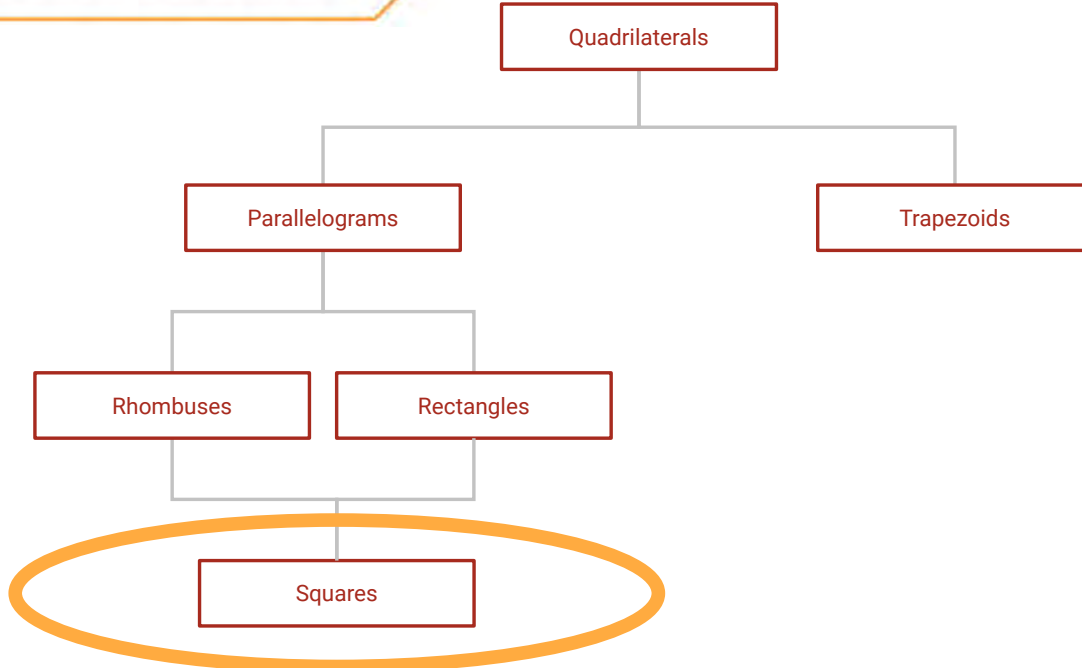 Quadrilaterals
Parallelograms
Trapezoids
Rhombuses
Rectangles
Squares